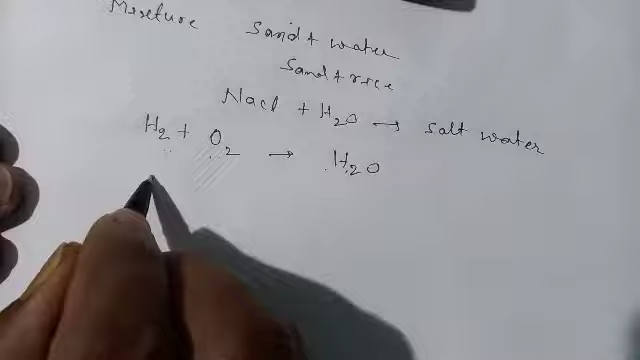 Mixture Sand + water
Sand + rice
Nacl + H₂O → salt water
H₂ + O₂ → H₂O